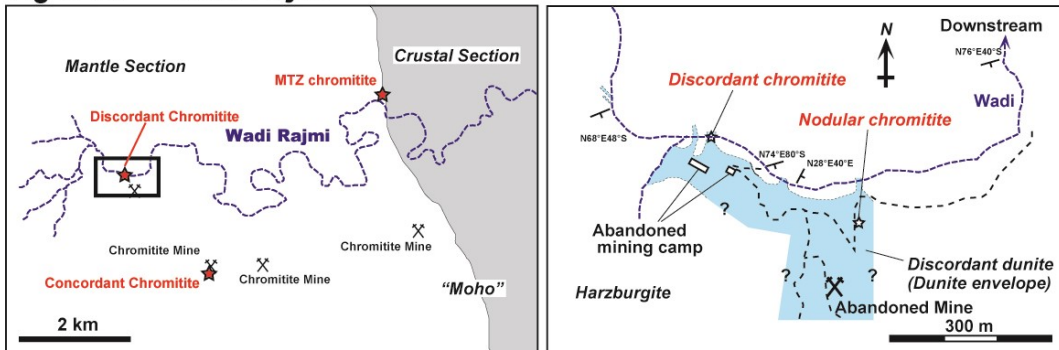 Mantle Section
Crustal Section
MTZ chromitite
Discordant Chromitite
Wadi Rajmi
Chromitite Mine
Chromitite Mine
Chromitite Mine
Concordant Chromitite
"Moho"
2 km
N
Downstream
N76°E40°S
Discordant chromitite
Wadi
Nodular chromitite
N68°E48°S
N74°E80°S
N28°E40°E
?
Abandoned
mining camp
?
?
Discordant dunite
(Dunite envelope)
Harzburgite
Abandoned Mine
300 m